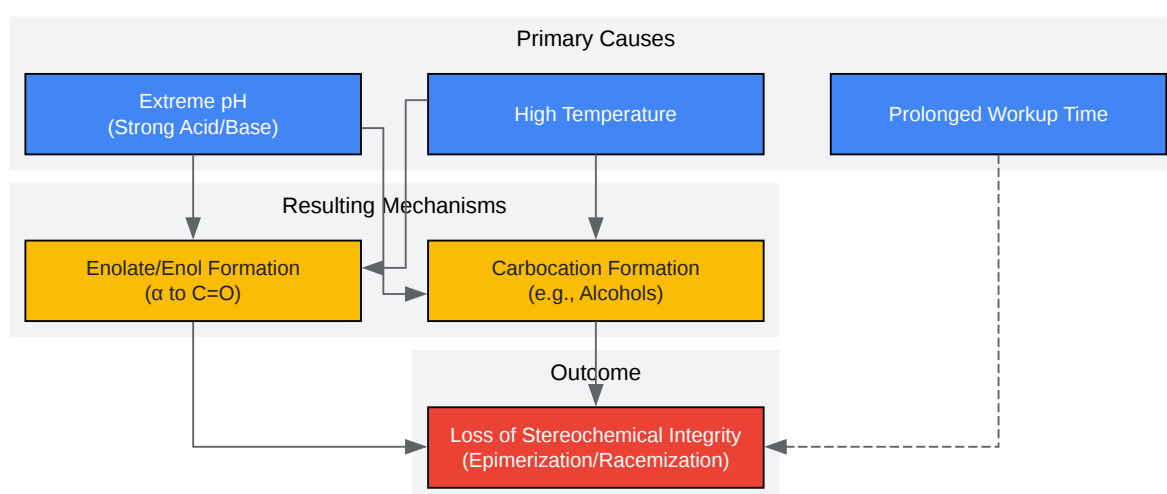 Primary Causes
Extreme pH
(Strong Acid/Base)
High Temperature
Prolonged Workup Time
Resulting Mechanisms
Enolate/Enol Formation
(α to C=O)
Carbocation Formation
(e.g., Alcohols)
Outcome
Loss of Stereochemical Integrity
(Epimerization/Racemization)